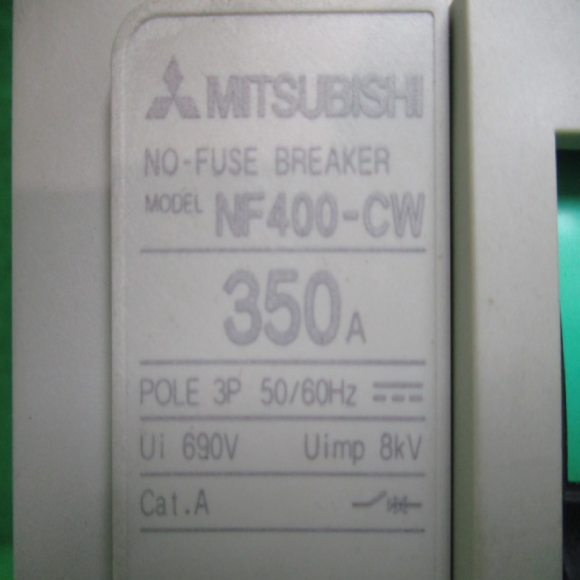 MITSUBISHI
NO-FUSE BREAKER
MODEL NF400-CW
350A
POLE 3P 50/60Hz
Ui 690V Uimp 8kV
Cat.A